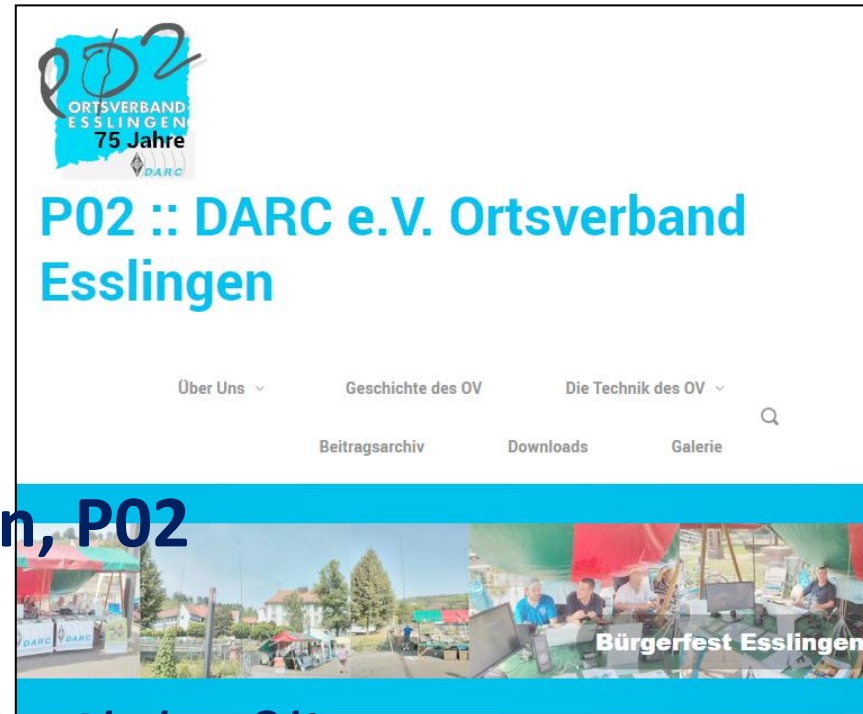 P02
ORTSVERBAND
ESSLINGEN
75 Jahre
DARC
P02 :: DARC e.V. Ortsverband
Esslingen
Über Uns
Geschichte des OV
Die Technik des OV
Beitragsarchiv
Downloads
Galerie
n, P02
DARC
DARC
Bürgerfest Esslingen